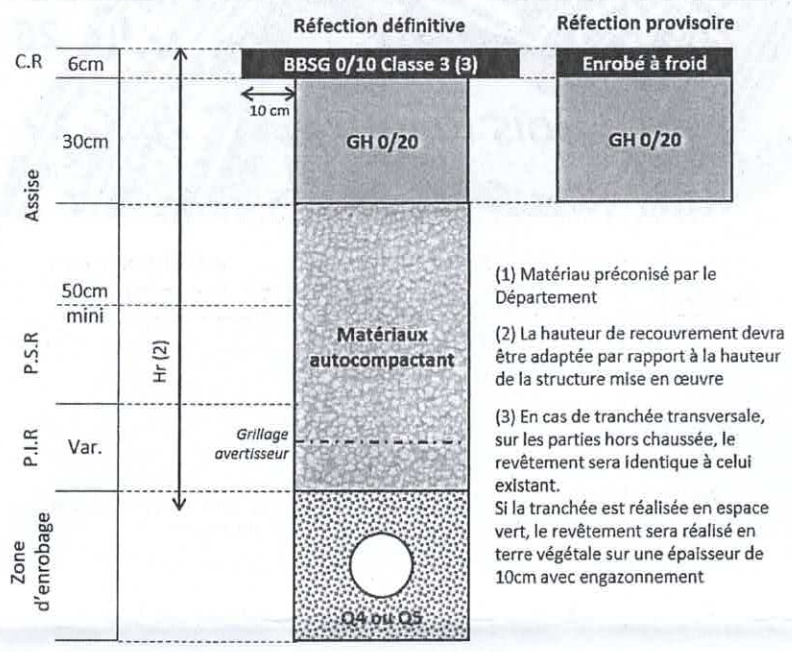 Réfection définitive
Réfection provisoire
C.R
6cm
BBSG 0/10 Classe 3 (3)
Enrobé à froid
10 cm
30cm
GH 0/20
GH 0/20
Assise
50cm
mini
Matériaux
autocompactant
P.S.R
Hr (2)
P.I.R
Var.
Grillage
avertisseur
Zone
d'enrobage
Q4 ou Q5
(1) Matériau préconisé par le
Département
(2) La hauteur de recouvrement devra
être adaptée par rapport à la hauteur
de la structure mise en œuvre
(3) En cas de tranchée transversale,
sur les parties hors chaussée, le
revêtement sera identique à celui
existant.
Si la tranchée est réalisée en espace
vert, le revêtement sera réalisé en
terre végétale sur une épaisseur de
10cm avec engazonnement